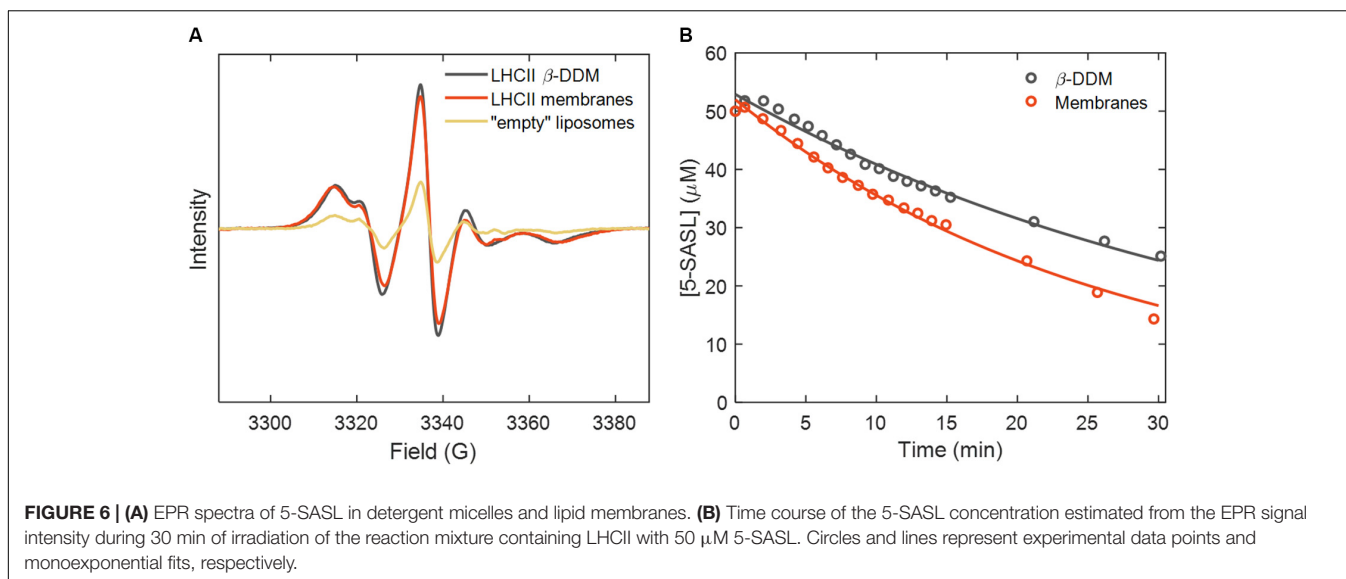 A
LHCII β-DDM
LHCII membranes
"empty" liposomes
Intensity
3300 3320 3340 3360 3380
Field (G)
B
β-DDM
Membranes
[5-SASL] (μM)
60
50
40
30
20
10
0
0 5 10 15 20 25 30
Time (min)
FIGURE 6 | (A) EPR spectra of 5-SASL in detergent micelles and lipid membranes. (B) Time course of the 5-SASL concentration estimated from the EPR signal
intensity during 30 min of irradiation of the reaction mixture containing LHCII with 50 μM 5-SASL. Circles and lines represent experimental data points and
monoexponential fits, respectively.